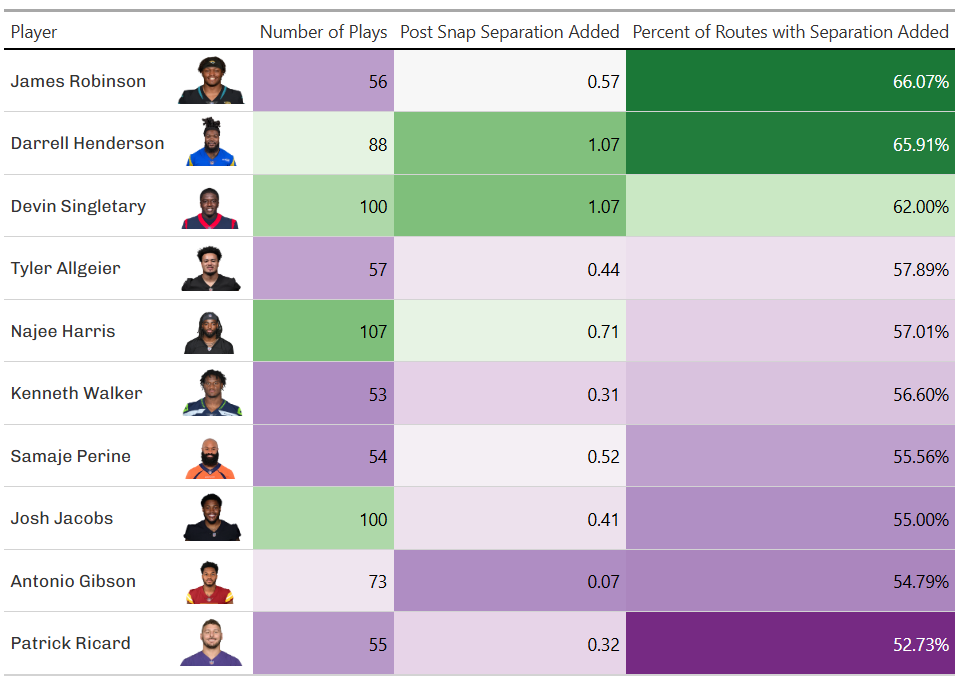 Player Number of Plays Post Snap Separation Added Percent of Routes with Separation Added
James Robinson 56 0.57 66.07%
Darrell Henderson 88 1.07 65.91%
Devin Singletary 100 1.07 62.00%
Tyler Allgeier 57 0.44 57.89%
Najee Harris 107 0.71 57.01%
Kenneth Walker 53 0.31 56.60%
Samaje Perine 54 0.52 55.56%
Josh Jacobs 100 0.41 55.00%
Antonio Gibson 73 0.07 54.79%
Patrick Ricard 55 0.32 52.73%